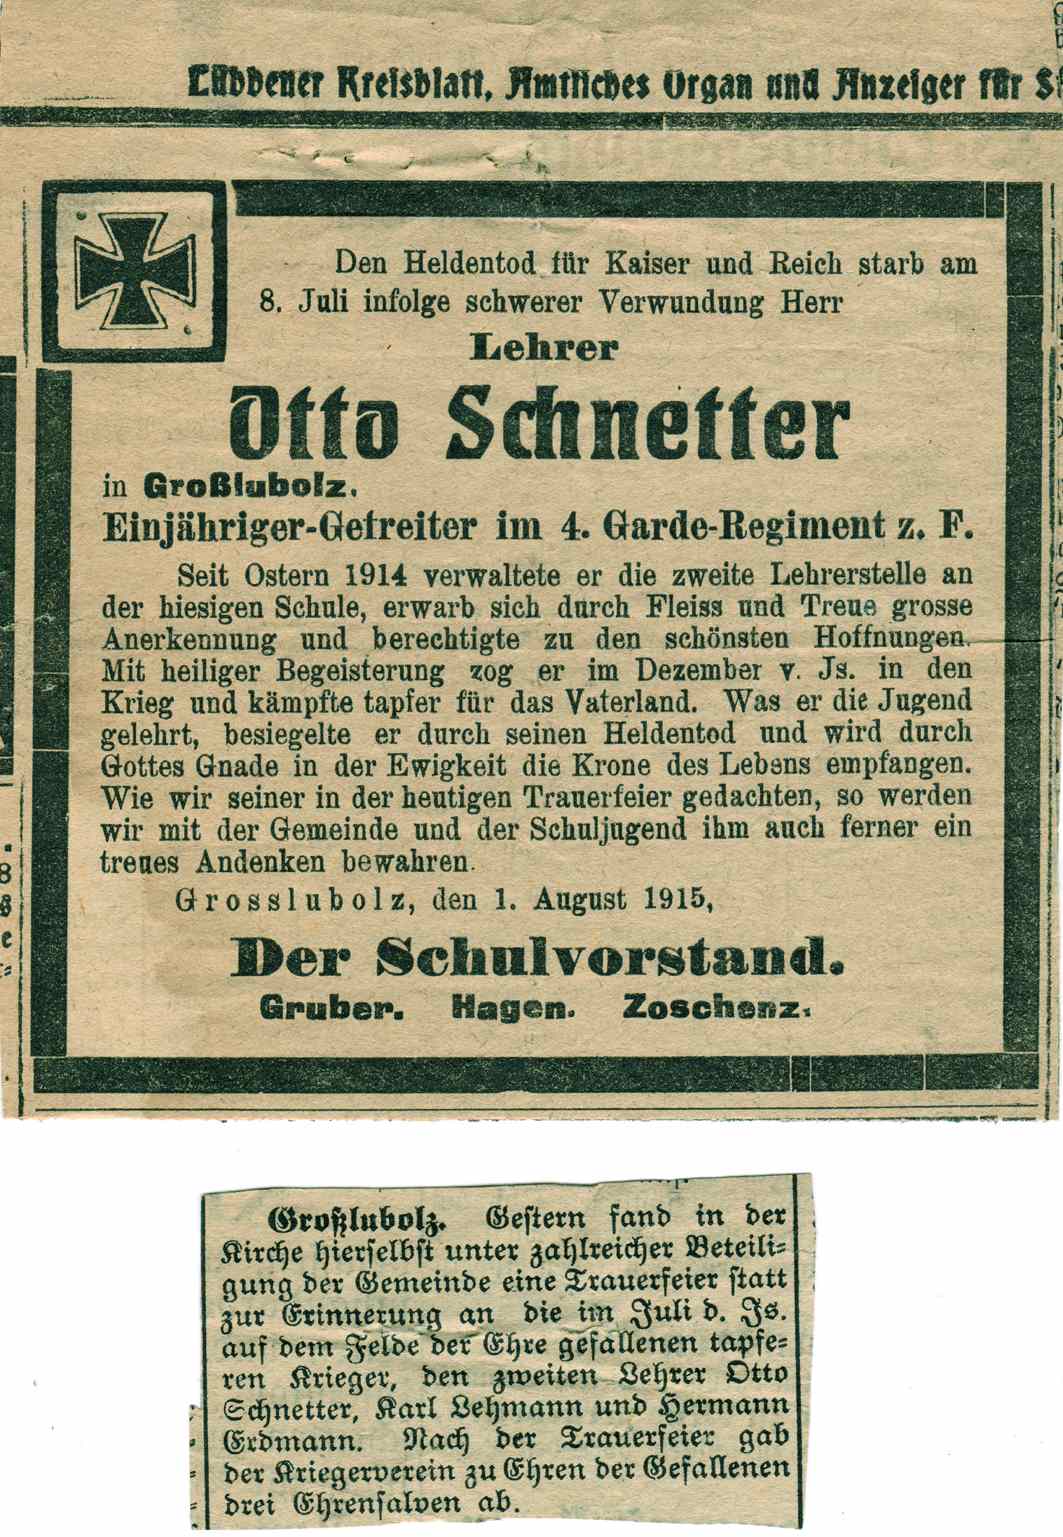 Lübbener Kreisblatt, Amtliches Organ und Anzeiger für
Den Heldentod für Kaiser und Reich starb am
8. Juli infolge schwerer Verwundung Herr
Lehrer
Otto Schnetter
in Großlubolz.
Einjähriger-Gefreiter im 4. Garde-Regiment z. F.
Seit Ostern 1914 verwaltete er die zweite Lehrerstelle an
der hiesigen Schule, erwarb sich durch Fleiss und Treue grosse
Anerkennung und berechtigte zu den schönsten Hoffnungen.
Mit heiliger Begeisterung zog er im Dezember v. Js. in den
Krieg und kämpfte tapfer für das Vaterland. Was er die Jugend
gelehrt, besiegelte er durch seinen Heldentod und wird durch
Gottes Gnade in der Ewigkeit die Krone des Lebens empfangen.
Wie wir seiner in der heutigen Trauerfeier gedachten, so werden
wir mit der Gemeinde und der Schuljugend ihm auch ferner ein
treues Andenken bewahren.
Grosslubolz, den 1. August 1915,
Der Schulvorstand.
Gruber. Hagen. Zoschenz.
Großlubolz. Gestern fand in der
Kirche hierselbst unter zahlreicher Beteili-
gung der Gemeinde eine Trauerfeier statt
zur Erinnerung an die im Juli d. Js.
auf dem Felde der Ehre gefallenen tapfe-
ren Krieger, den zweiten Lehrer Otto
Schnetter, Karl Lehmann und Hermann
Erdmann. Nach der Trauerfeier gab
der Kriegerverein zu Ehren der Gefallenen
drei Ehrensalven ab.